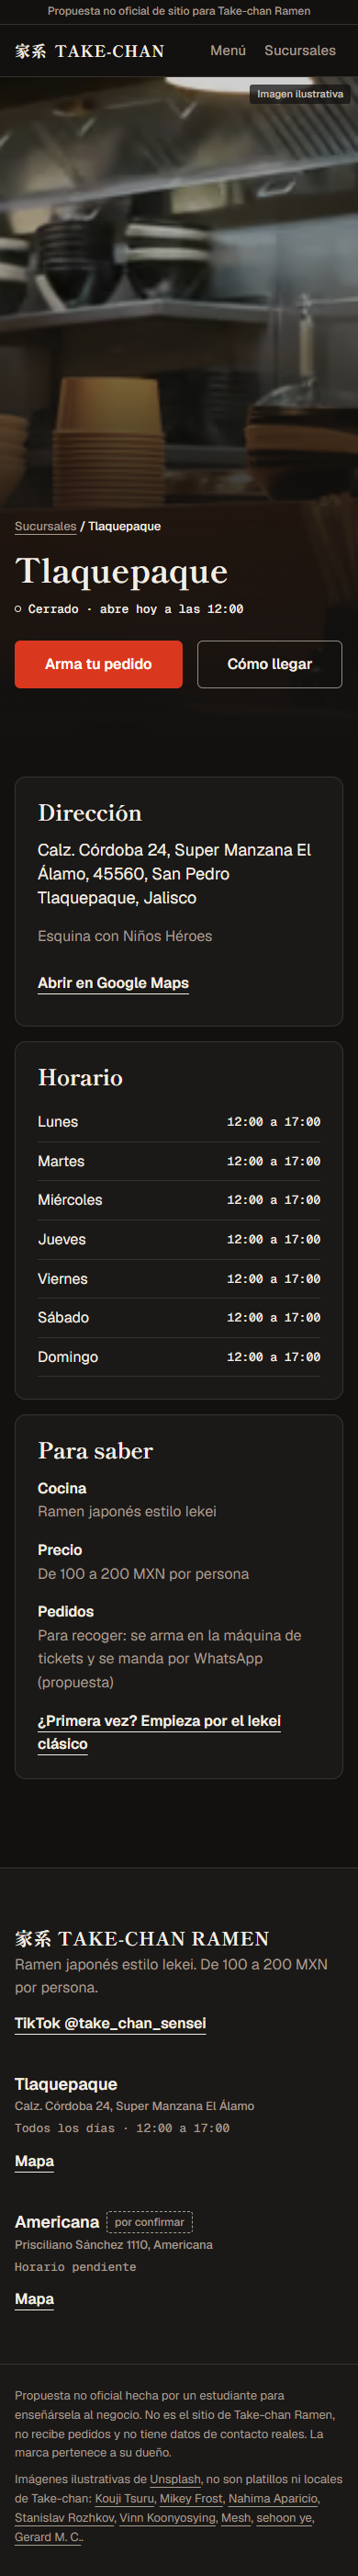 Propuesta no oficial de sitio para Take-chan Ramen
家系 TAKE-CHAN
Menú
Sucursales
Imagen ilustrativa
Sucursales / Tlaquepaque
Tlaquepaque
Cerrado · abre hoy a las 12:00
Arma tu pedido
Cómo llegar
Dirección
Calz. Córdoba 24, Super Manzana El
Álamo, 45560, San Pedro
Tlaquepaque, Jalisco
Esquina con Niños Héroes
Abrir en Google Maps
Horario
Lunes 12:00 a 17:00
Martes 12:00 a 17:00
Miércoles 12:00 a 17:00
Jueves 12:00 a 17:00
Viernes 12:00 a 17:00
Sábado 12:00 a 17:00
Domingo 12:00 a 17:00
Para saber
Cocina
Ramen japonés estilo Iekei
Precio
De 100 a 200 MXN por persona
Pedidos
Para recoger: se arma en la máquina de
tickets y se manda por WhatsApp
(propuesta)
¿Primera vez? Empieza por el Iekei
clásico
家系 TAKE-CHAN RAMEN
Ramen japonés estilo Iekei. De 100 a 200 MXN
por persona.
TikTok @take_chan_sensei
Tlaquepaque
Calz. Córdoba 24, Super Manzana El Álamo
Todos los días · 12:00 a 17:00
Mapa
Americana por confirmar
Prisciliano Sánchez 1110, Americana
Horario pendiente
Mapa
Propuesta no oficial hecha por un estudiante para
enseñársela al negocio. No es el sitio de Take-chan Ramen,
no recibe pedidos y no tiene datos de contacto reales. La
marca pertenece a su dueño.
Imágenes ilustrativas de Unsplash, no son platillos ni locales
de Take-chan: Kouji Tsuru, Mikey Frost, Nahima Aparicio,
Stanislav Rozhkov, Vinn Koonyosying, Mesh, sehoon ye,
Gerard M. C..